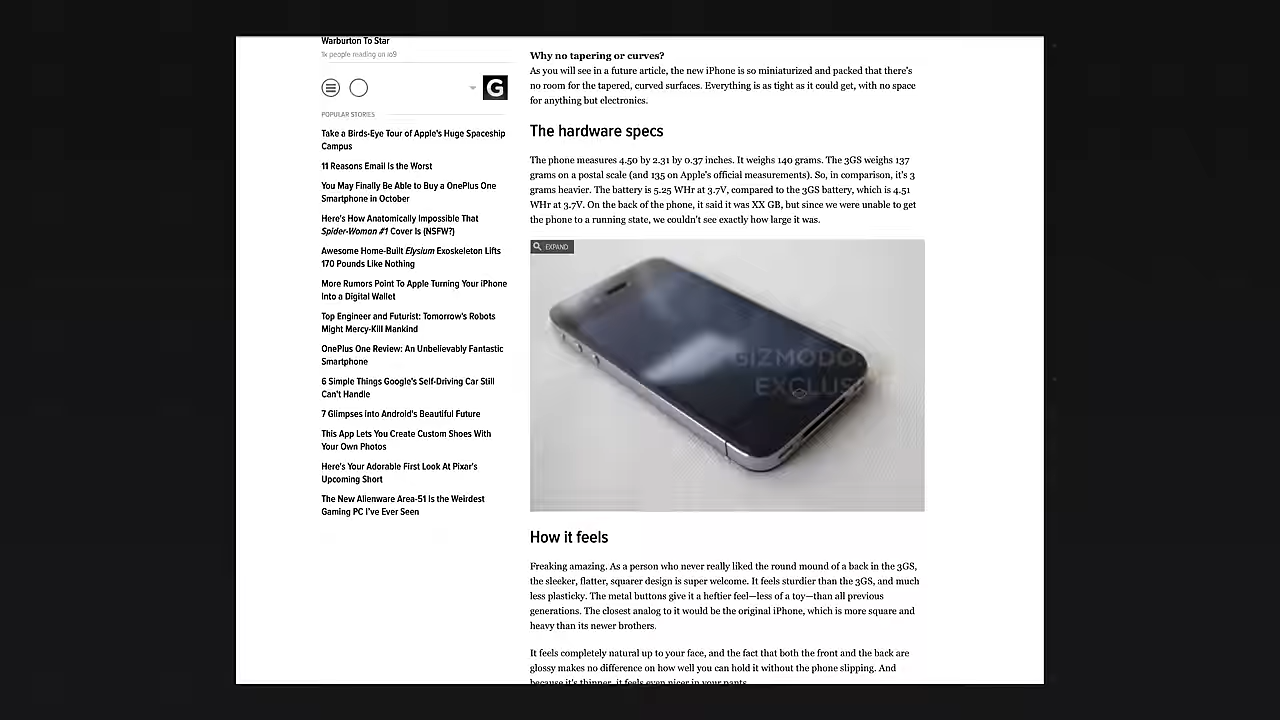 Warburton To Star
1k people reading on io9
G
POPULAR STORIES
Take a Birds-Eye Tour of Apple's Huge Spaceship
Campus
11 Reasons Email Is the Worst
You May Finally Be Able to Buy a OnePlus One
Smartphone in October
Here's How Anatomically Impossible That
Spider-Woman #1 Cover Is (NSFW?)
Awesome Home-Built Elysium Exoskeleton Lifts
170 Pounds Like Nothing
More Rumors Point To Apple Turning Your iPhone
Into a Digital Wallet
Top Engineer and Futurist: Tomorrow's Robots
Might Mercy-Kill Mankind
OnePlus One Review: An Unbelievably Fantastic
Smartphone
6 Simple Things Google's Self-Driving Car Still
Can't Handle
7 Glimpses into Android's Beautiful Future
This App Lets You Create Custom Shoes With
Your Own Photos
Here's Your Adorable First Look At Pixar's
Upcoming Short
The New Alienware Area-51 Is the Weirdest
Gaming PC I've Ever Seen
Why no tapering or curves?
As you will see in a future article, the new iPhone is so miniaturized and packed that there's
no room for the tapered, curved surfaces. Everything is as tight as it could get, with no space
for anything but electronics.
The hardware specs
The phone measures 4.50 by 2.31 by 0.37 inches. It weighs 140 grams. The 3GS weighs 137
grams on a postal scale (and 135 on Apple's official measurements). So, in comparison, it's 3
grams heavier. The battery is 5.25 WHr at 3.7V, compared to the 3GS battery, which is 4.51
WHr at 3.7V. On the back of the phone, it said it was XX GB, but since we were unable to get
the phone to a running state, we couldn't see exactly how large it was.
EXPAND
GIZMODO.
EXCLUS
How it feels
Freaking amazing. As a person who never really liked the round mound of a back in the 3GS,
the sleeker, flatter, squarer design is super welcome. It feels sturdier than the 3GS, and much
less plasticky. The metal buttons give it a heftier feel—less of a toy—than all previous
generations. The closest analog to it would be the original iPhone, which is more square and
heavy than its newer brothers.
It feels completely natural up to your face, and the fact that both the front and the back are
glossy makes no difference on how well you can hold it without the phone slipping. And
because it's thinner, it feels even nicer in your pants.